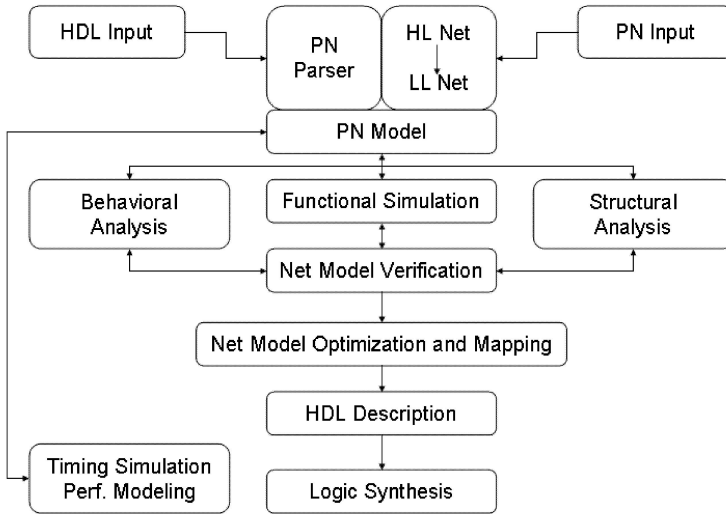 HDL Input
PN
Parser
HL Net
LL Net
PN Input
PN Model
Behavioral
Analysis
Functional Simulation
Structural
Analysis
Net Model Verification
Net Model Optimization and Mapping
HDL Description
Timing Simulation
Perf. Modeling
Logic Synthesis